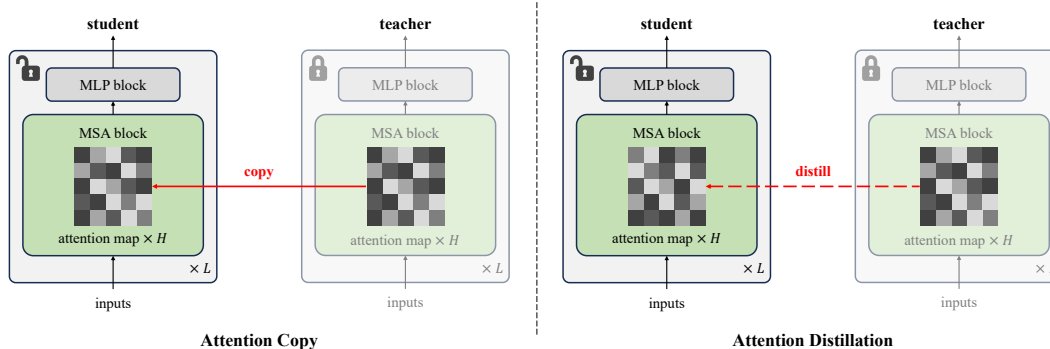 student
MLP block
MSA block
attention map × H
× L
inputs
copy
teacher
MLP block
MSA block
attention map × H
× L
inputs
Attention Copy
student
MLP block
MSA block
attention map × H
× L
inputs
distill
teacher
MLP block
MSA block
attention map × H
× L
inputs
Attention Distillation